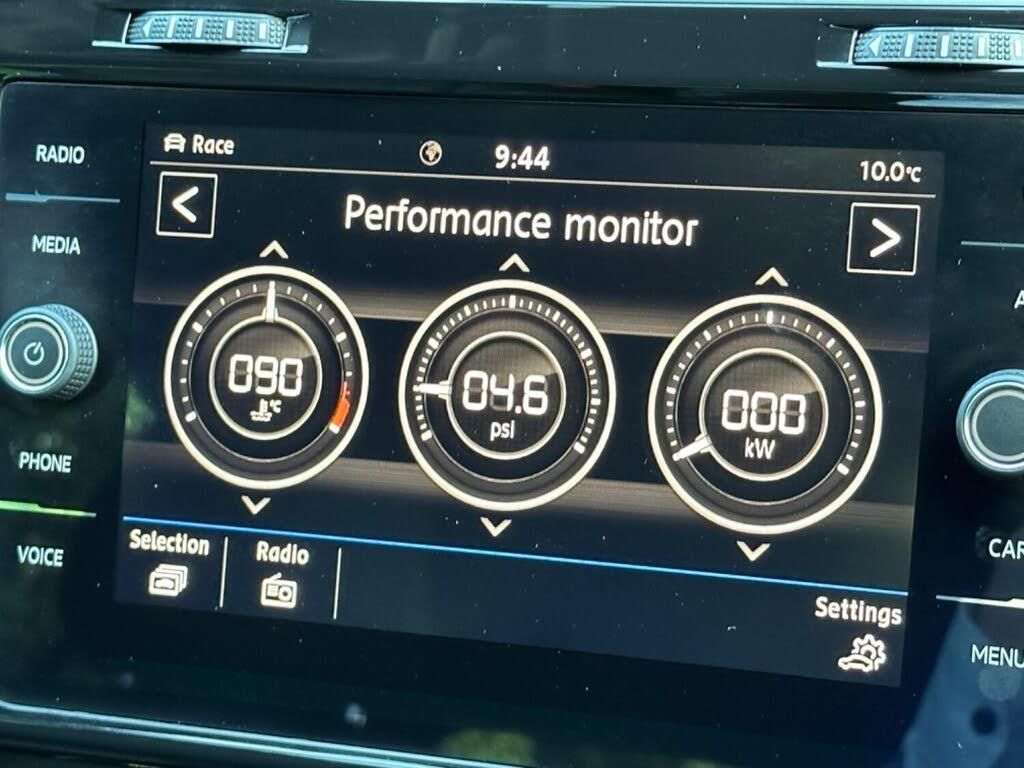 RADIO
MEDIA
PHONE
VOICE
Race
9:44
10.0°C
Performance monitor
090
°C
04.6
psi
000
kW
Selection
Radio
Settings
CAR
MENU